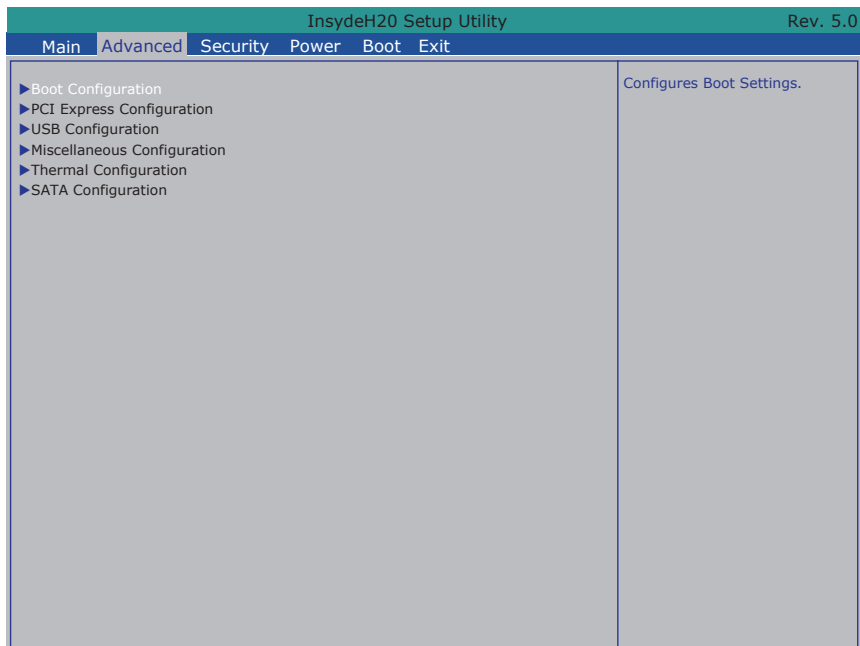 InsydeH20 Setup Utility Rev. 5.0
Main Advanced Security Power Boot Exit
▶Boot Configuration
▶PCI Express Configuration
▶USB Configuration
▶Miscellaneous Configuration
▶Thermal Configuration
▶SATA Configuration
Configures Boot Settings.